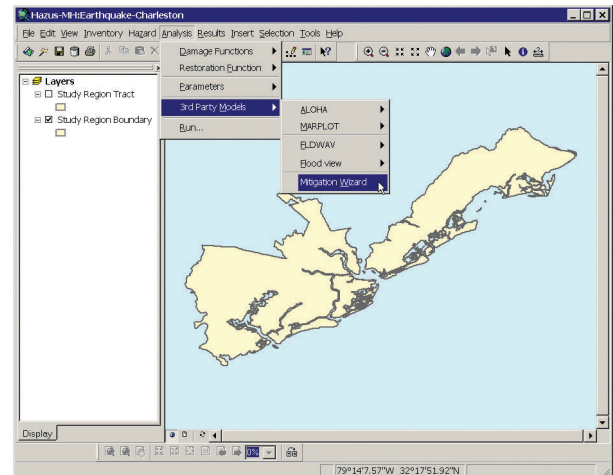 Hazus-MH:Earthquake-Charleston
File Edit View Inventory Hazard Analysis Results Insert Selection Tools Help
Damage Functions
Restoration Function
Parameters
3rd Party Models
Run...
ALOHA
MARPLOT
FLDWAV
Flood view
Mitigation Wizard
Layers
Study Region Tract
Study Region Boundary
Display
0%
79°14'7.57"W 32°17'51.92"N